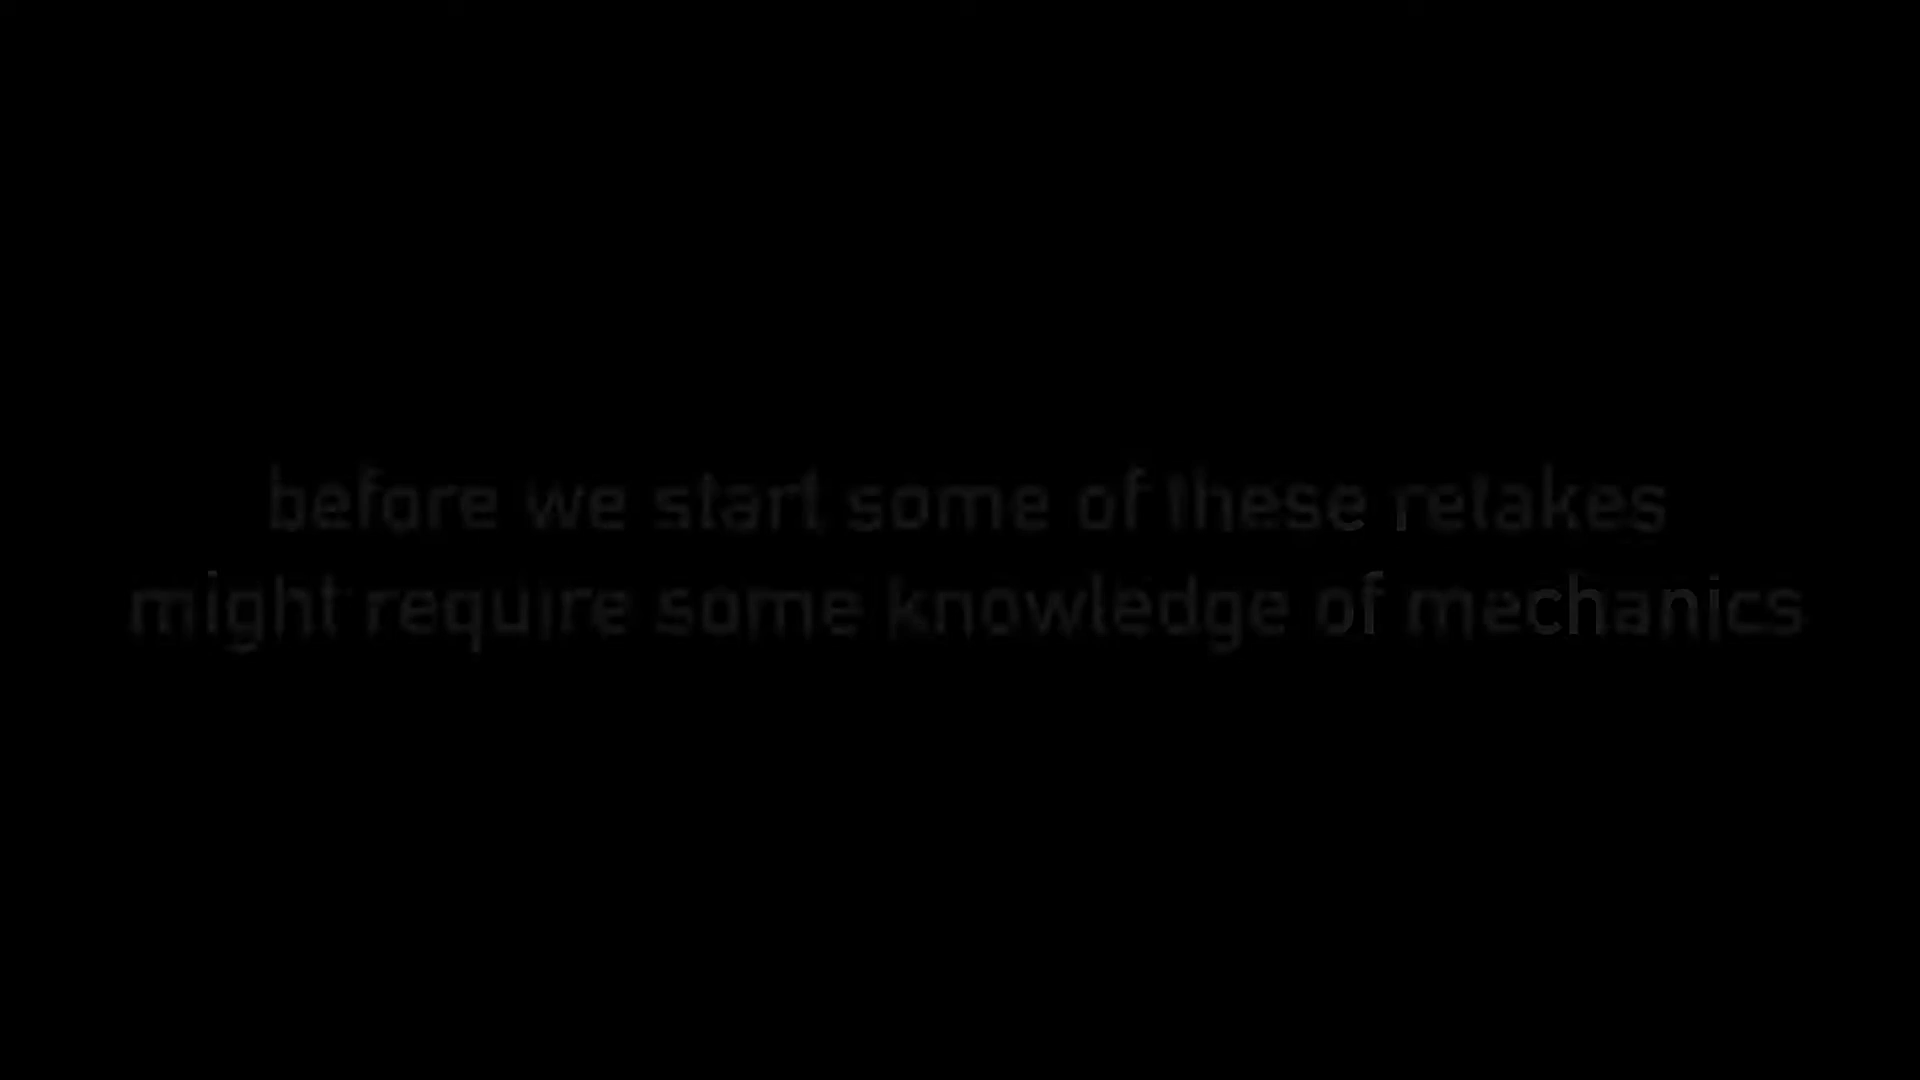 before we start some of these retakes
might require some knowledge of mechanics